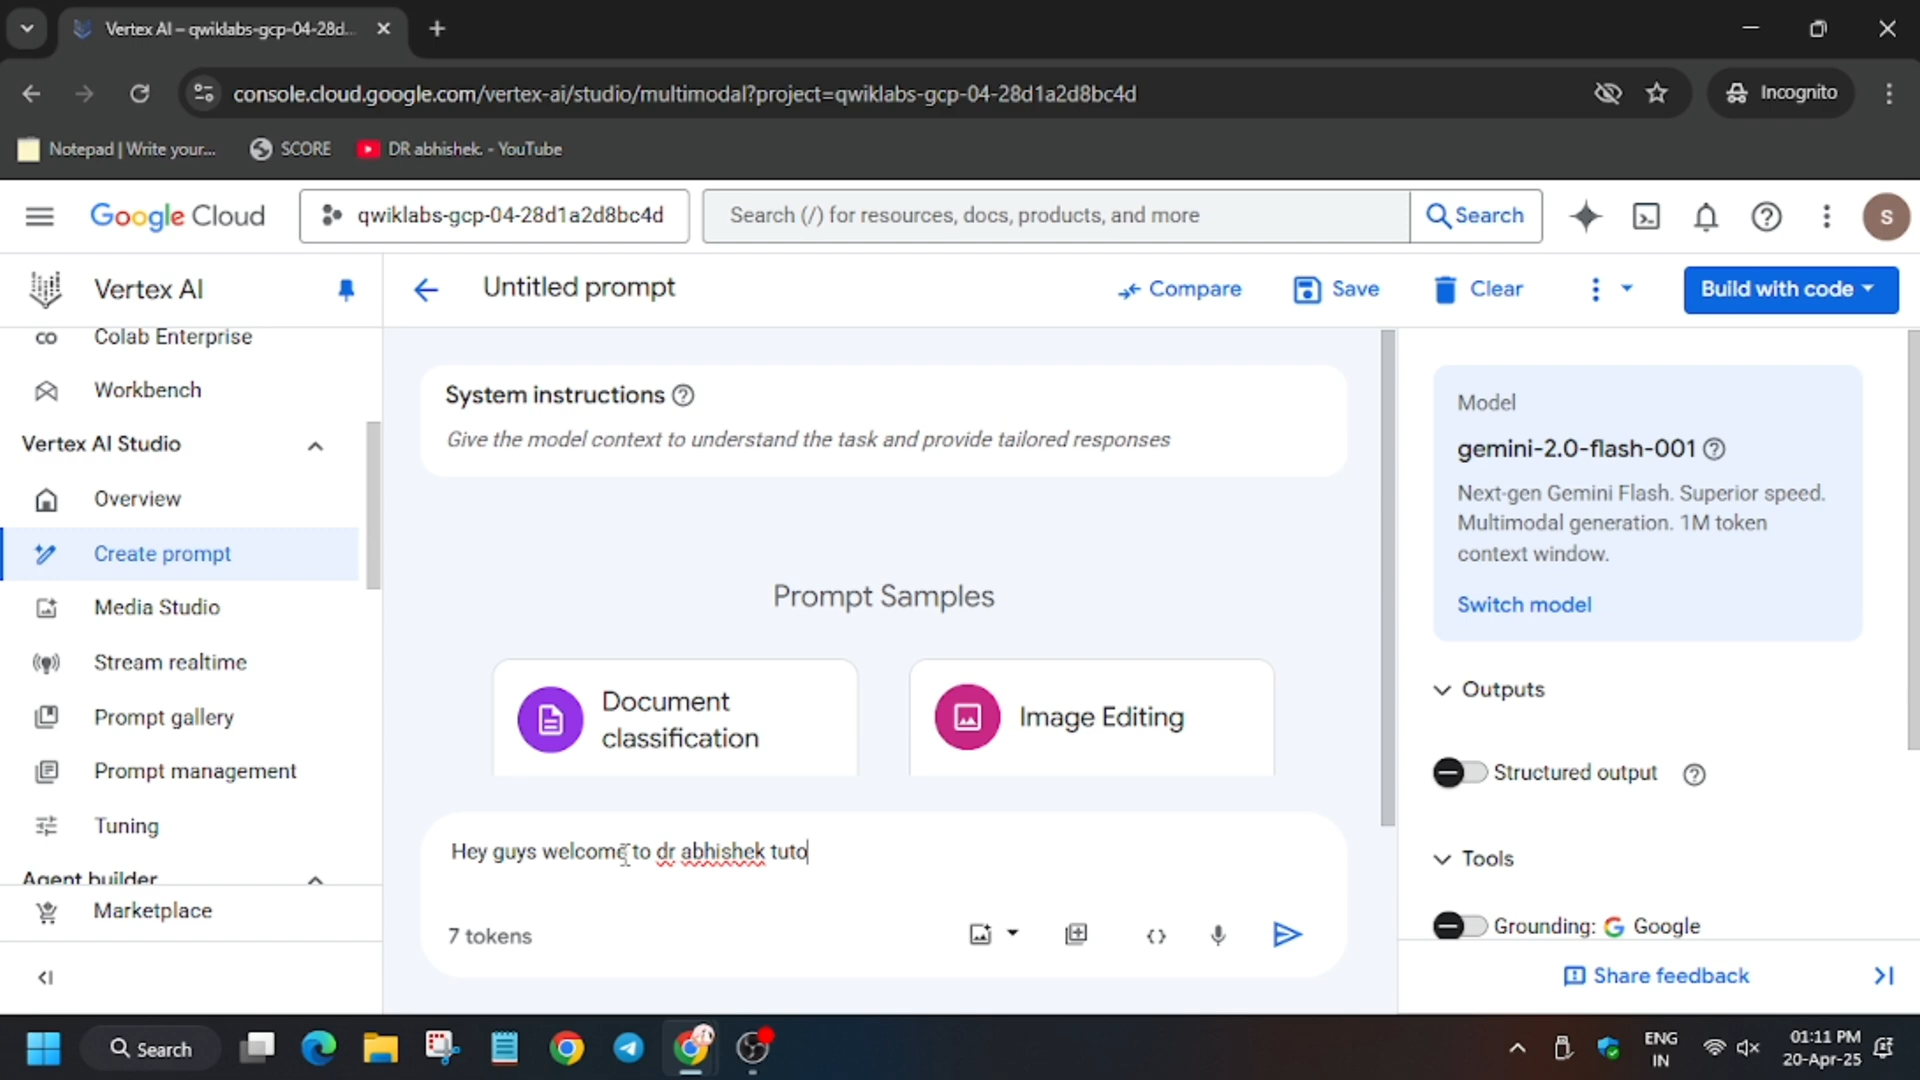 Vertex AI – qwiklabs-gcp-04-28d...
console.cloud.google.com/vertex-ai/studio/multimodal?project=qwiklabs-gcp-04-28d1a2d8bc4d
Incognito
Notepad | Write your...
SCORE
DR abhishek. - YouTube
Google Cloud
qwiklabs-gcp-04-28d1a2d8bc4d
Search (/) for resources, docs, products, and more
Search
S
Vertex AI
Untitled prompt
Compare
Save
Clear
Build with code
Colab Enterprise
Workbench
Vertex AI Studio
Overview
Create prompt
Media Studio
Stream realtime
Prompt gallery
Prompt management
Tuning
Agent builder
Marketplace
System instructions
Give the model context to understand the task and provide tailored responses
Prompt Samples
Document
classification
Image Editing
Hey guys welcome to dr abhishek tuto
7 tokens
Model
gemini-2.0-flash-001
Next-gen Gemini Flash. Superior speed.
Multimodal generation. 1M token
context window.
Switch model
Outputs
Structured output
Tools
Grounding: Google
Share feedback
Search
ENG
IN
01:11 PM
20-Apr-25